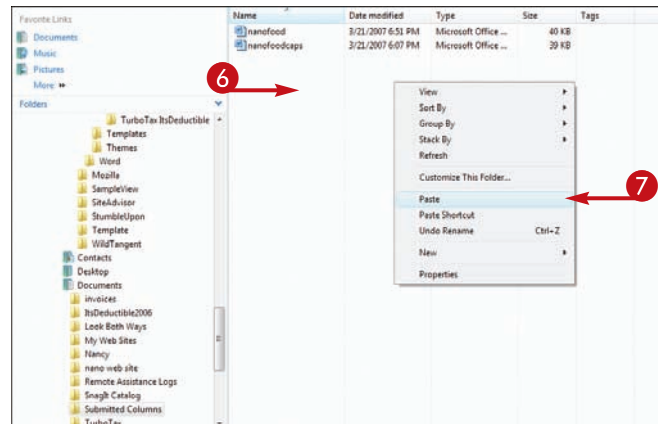 Favorite Links
Documents
Music
Pictures
More »
Folders
TurboTax ItsDeductible
Templates
Themes
Word
Mozilla
SampleView
SiteAdvisor
StumbleUpon
Template
WildTangent
Contacts
Desktop
Documents
invoices
ItsDeductible2006
Look Both Ways
My Web Sites
Nancy
nano web site
Remote Assistance Logs
SnagIt Catalog
Submitted Columns
TurboTax
Name Date modified Type Size Tags
nanofood 3/21/2007 6:51 PM Microsoft Office ... 40 KB
nanofoodcaps 3/21/2007 6:07 PM Microsoft Office ... 39 KB
6
View
Sort By
Group By
Stack By
Refresh
Customize This Folder...
Paste
Paste Shortcut
Undo Rename Ctrl+Z
New
Properties
7